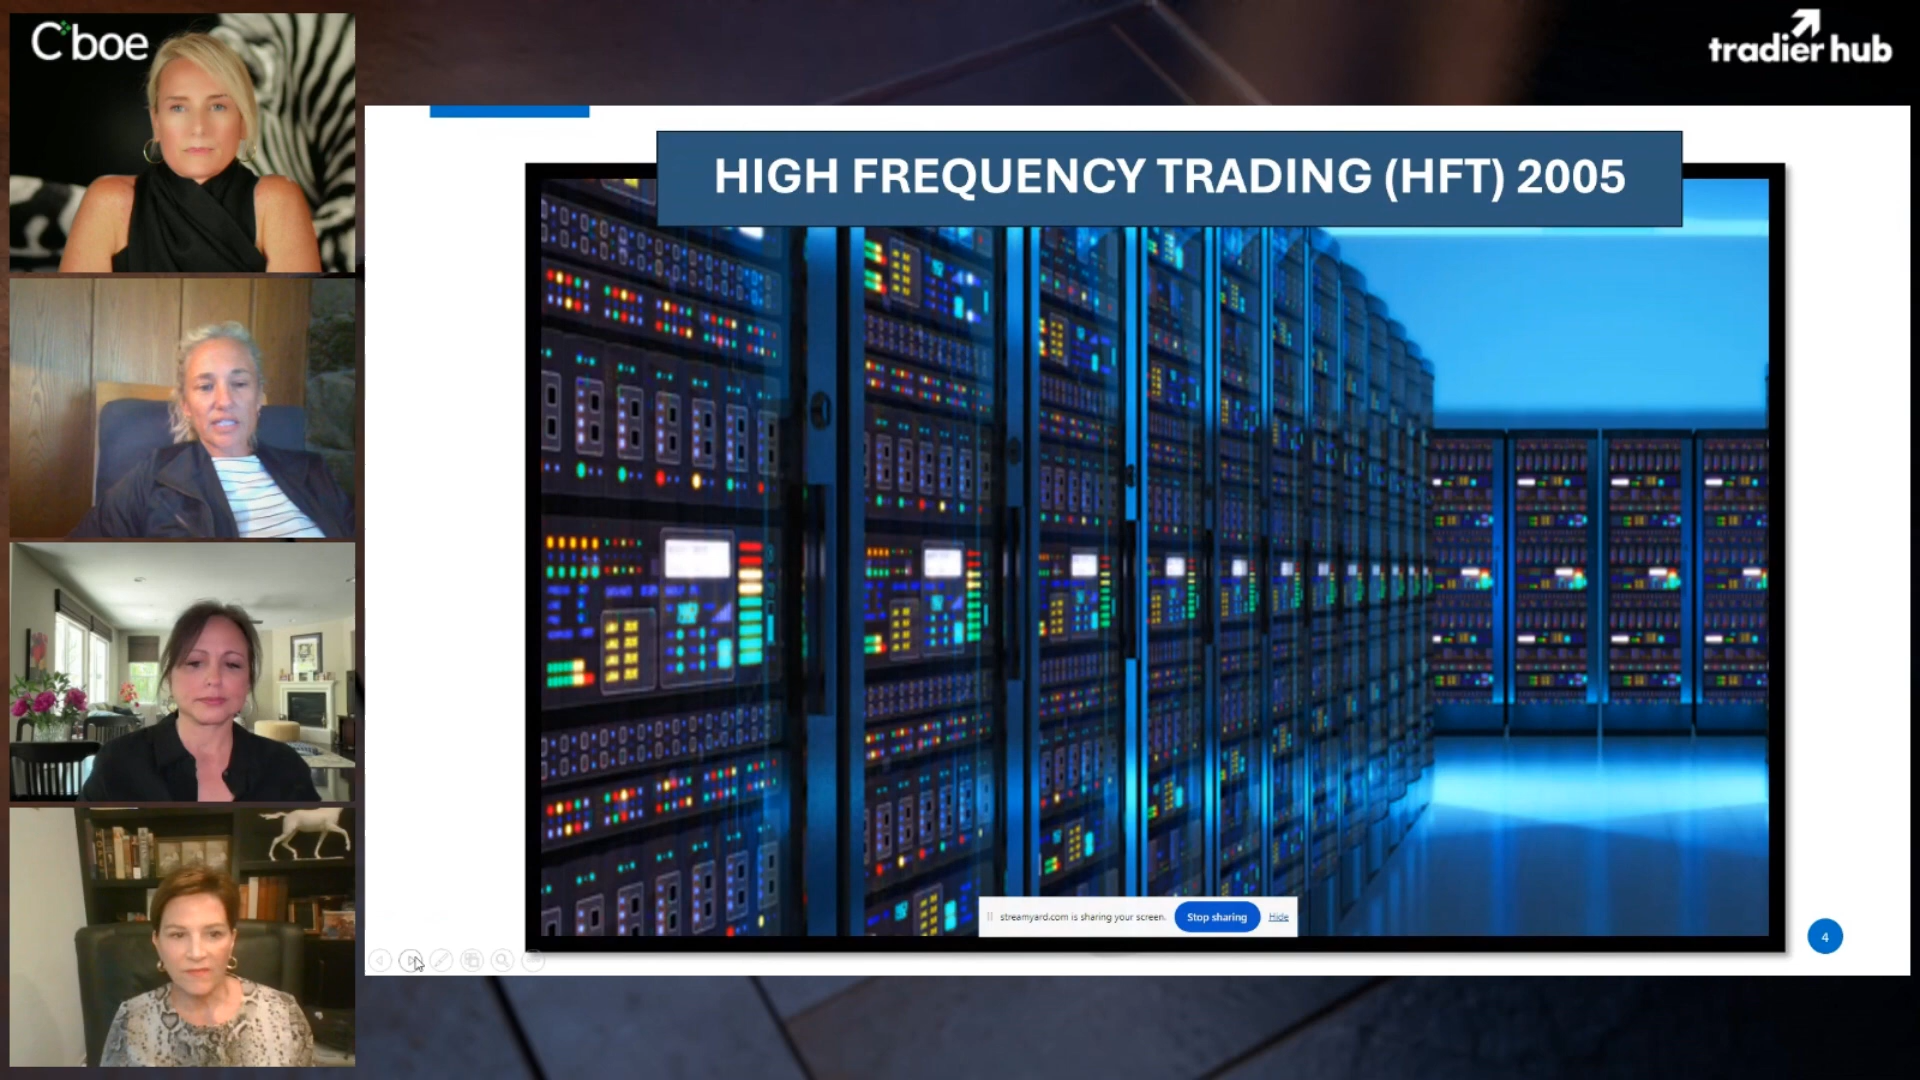 Cboe
tradier hub
HIGH FREQUENCY TRADING (HFT) 2005
streamyard.com is sharing your screen.
Stop sharing
Hide
4